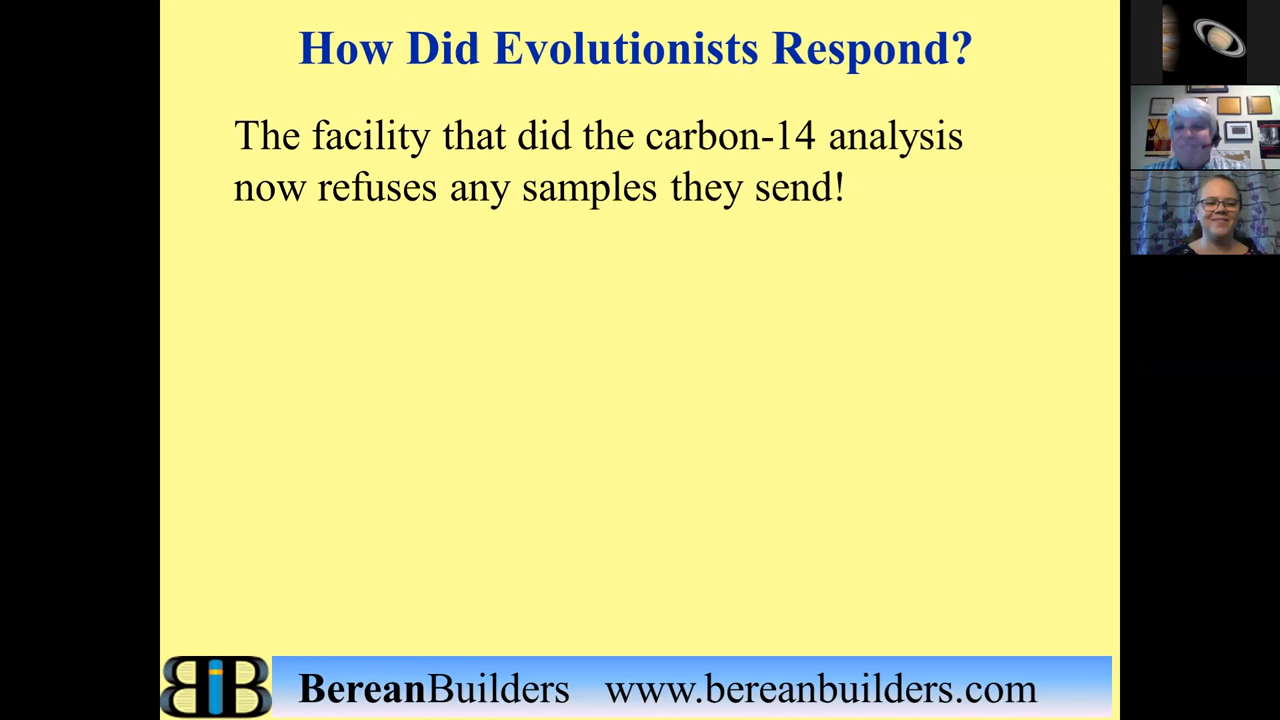 How Did Evolutionists Respond?
The facility that did the carbon-14 analysis
now refuses any samples they send!
BiB BereanBuilders www.bereanbuilders.com